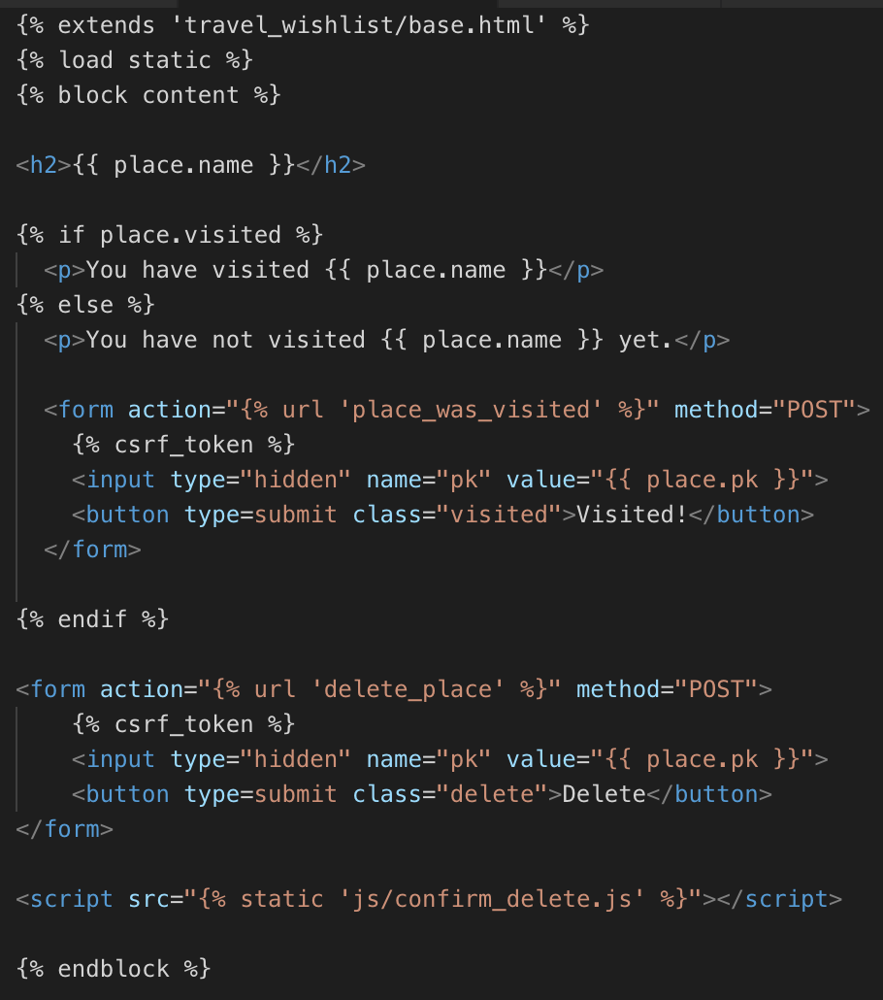 {% extends 'travel_wishlist/base.html' %}
{% load static %}
{% block content %}
<h2>{{ place.name }}</h2>
{% if place.visited %}
<p>You have visited {{ place.name }}</p>
{% else %}
<p>You have not visited {{ place.name }} yet.</p>
<form action="{% url 'place_was_visited' %}" method="POST">
{% csrf_token %}
<input type="hidden" name="pk" value="{{ place.pk }}">
<button type=submit class="visited">Visited!</button>
</form>
{% endif %}
<form action="{% url 'delete_place' %}" method="POST">
{% csrf_token %}
<input type="hidden" name="pk" value="{{ place.pk }}">
<button type=submit class="delete">Delete</button>
</form>
<script src="{% static 'js/confirm_delete.js' %}"></script>
{% endblock %}